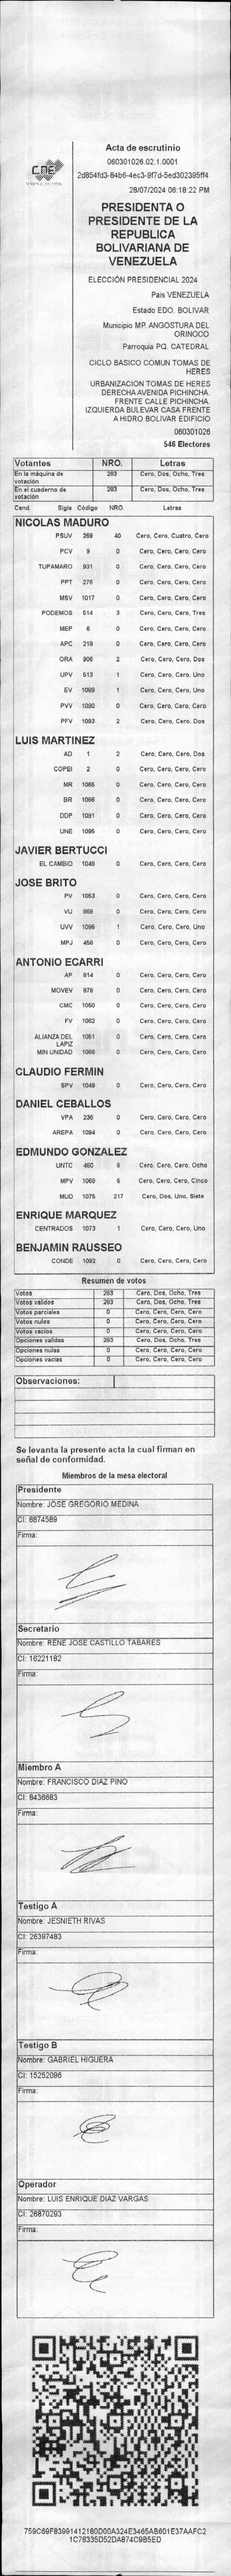 CNE
Acta de escrutinio
060301026.02.1.0001
2d854fd3-84b6-4ec3-9f7d-5ed302395ff4
28/07/2024 06:18:22 PM
PRESIDENTA O
PRESIDENTE DE LA
REPUBLICA
BOLIVARIANA DE
VENEZUELA
ELECCIÓN PRESIDENCIAL 2024
País VENEZUELA
Estado EDO. BOLIVAR
Municipio MP. ANGOSTURA DEL
ORINOCO
Parroquia PQ. CATEDRAL
CICLO BASICO COMUN TOMAS DE
HERES
URBANIZACION TOMAS DE HERES
DERECHA AVENIDA PICHINCHA.
FRENTE CALLE PICHINCHA.
IZQUIERDA BULEVAR CASA FRENTE
A HIDRO BOLIVAR EDIFICIO
060301026
546 Electores
Votantes NRO. Letras
En la máquina de votación 283 Cero, Dos, Ocho, Tres
En el cuaderno de votación 283 Cero, Dos, Ocho, Tres
Cand. Sigla Código NRO. Letras
NICOLAS MADURO
PSUV 269 40 Cero, Cero, Cuatro, Cero
PCV 9 0 Cero, Cero, Cero, Cero
TUPAMARO 931 0 Cero, Cero, Cero, Cero
PPT 276 0 Cero, Cero, Cero, Cero
MSV 1017 0 Cero, Cero, Cero, Cero
PODEMOS 514 3 Cero, Cero, Cero, Tres
MEP 6 0 Cero, Cero, Cero, Cero
APC 219 0 Cero, Cero, Cero, Cero
ORA 906 2 Cero, Cero, Cero, Dos
UPV 613 1 Cero, Cero, Cero, Uno
EV 1089 1 Cero, Cero, Cero, Uno
PVV 1090 0 Cero, Cero, Cero, Cero
PFV 1093 2 Cero, Cero, Cero, Dos
LUIS MARTINEZ
AD 1 2 Cero, Cero, Cero, Dos
COPEI 2 0 Cero, Cero, Cero, Cero
MR 1065 0 Cero, Cero, Cero, Cero
BR 1066 0 Cero, Cero, Cero, Cero
DDP 1091 0 Cero, Cero, Cero, Cero
UNE 1095 0 Cero, Cero, Cero, Cero
JAVIER BERTUCCI
EL CAMBIO 1048 0 Cero, Cero, Cero, Cero
JOSE BRITO
PV 1053 0 Cero, Cero, Cero, Cero
VU 868 0 Cero, Cero, Cero, Cero
UVV 1096 1 Cero, Cero, Cero, Uno
MPJ 458 0 Cero, Cero, Cero, Cero
ANTONIO ECARRI
AP 614 0 Cero, Cero, Cero, Cero
MOVEV 878 0 Cero, Cero, Cero, Cero
CMC 1050 0 Cero, Cero, Cero, Cero
FV 1062 0 Cero, Cero, Cero, Cero
ALIANZA DEL LAPIZ 1051 0 Cero, Cero, Cero, Cero
MIN UNIDAD 1068 0 Cero, Cero, Cero, Cero
CLAUDIO FERMIN
SPV 1049 0 Cero, Cero, Cero, Cero
DANIEL CEBALLOS
VPA 236 0 Cero, Cero, Cero, Cero
AREPA 1094 0 Cero, Cero, Cero, Cero
EDMUNDO GONZALEZ
UNTC 460 8 Cero, Cero, Cero, Ocho
MPV 1069 5 Cero, Cero, Cero, Cinco
MUD 1075 217 Cero, Dos, Uno, Siete
ENRIQUE MARQUEZ
CENTRADOS 1073 1 Cero, Cero, Cero, Uno
BENJAMIN RAUSSEO
CONDE 1092 0 Cero, Cero, Cero, Cero
Resumen de votos
Votos 283 Cero, Dos, Ocho, Tres
Votos validos 283 Cero, Dos, Ocho, Tres
Votos parciales 0 Cero, Cero, Cero, Cero
Votos nulos 0 Cero, Cero, Cero, Cero
Votos vacios 0 Cero, Cero, Cero, Cero
Opciones validas 283 Cero, Dos, Ocho, Tres
Opciones nulas 0 Cero, Cero, Cero, Cero
Opciones vacias 0 Cero, Cero, Cero, Cero
Observaciones:
Se levanta la presente acta la cual firman en
señal de conformidad.
Miembros de la mesa electoral
Presidente
Nombre: JOSE GREGORIO MEDINA
CI: 8874589
Firma:
Secretario
Nombre: RENE JOSE CASTILLO TABARES
CI: 16221182
Firma:
Miembro A
Nombre: FRANCISCO DIAZ PINO
CI: 8436683
Firma:
Testigo A
Nombre: JESNIETH RIVAS
CI: 26397483
Firma:
Testigo B
Nombre: GABRIEL HIGUERA
CI: 15252086
Firma:
Operador
Nombre: LUIS ENRIQUE DIAZ VARGAS
CI: 26870293
Firma:
759C69F83991412180D00A324E3465AB601E37AAFC2
1C76335D52DA874C9B5ED